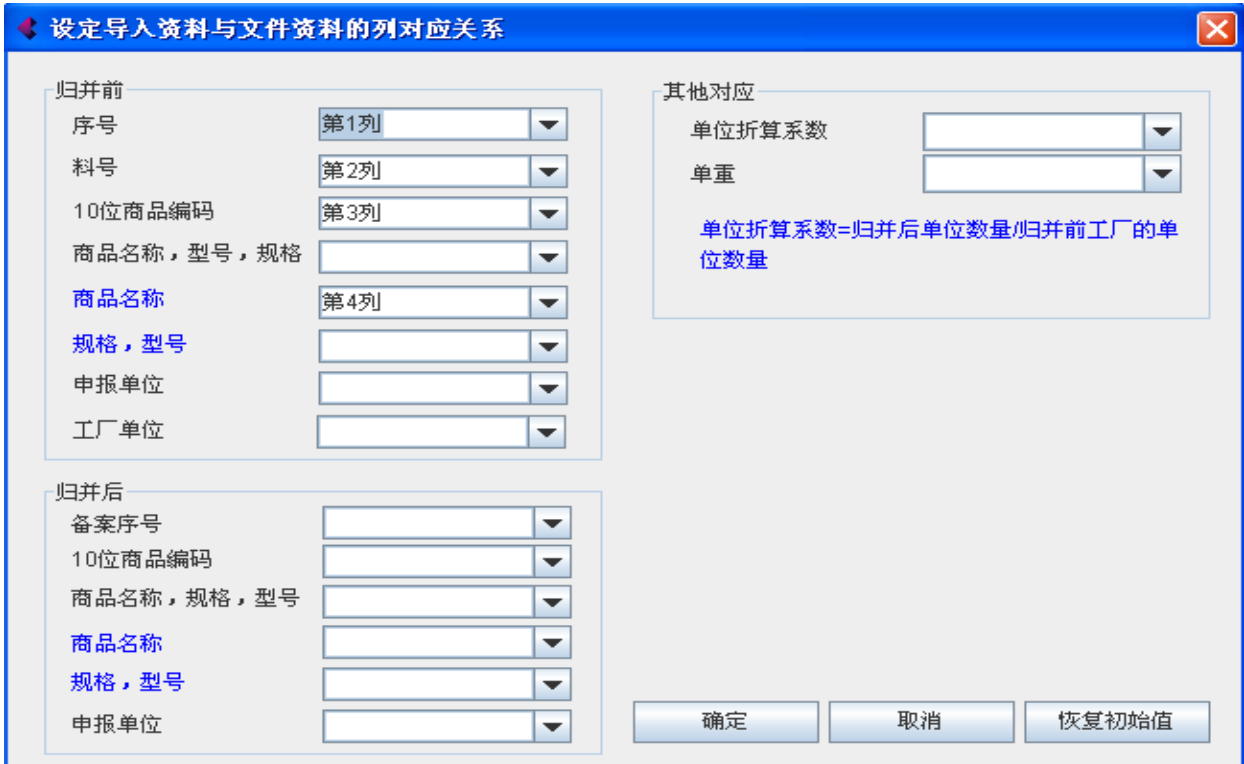 设定导入资料与文件资料的列对应关系
归并前
序号 第1列
料号 第2列
10位商品编码 第3列
商品名称，型号，规格
商品名称 第4列
规格，型号
申报单位
工厂单位
归并后
备案序号
10位商品编码
商品名称，规格，型号
商品名称
规格，型号
申报单位
其他对应
单位折算系数
单重
单位折算系数=归并后单位数量/归并前工厂的单
位数量
确定 取消 恢复初始值